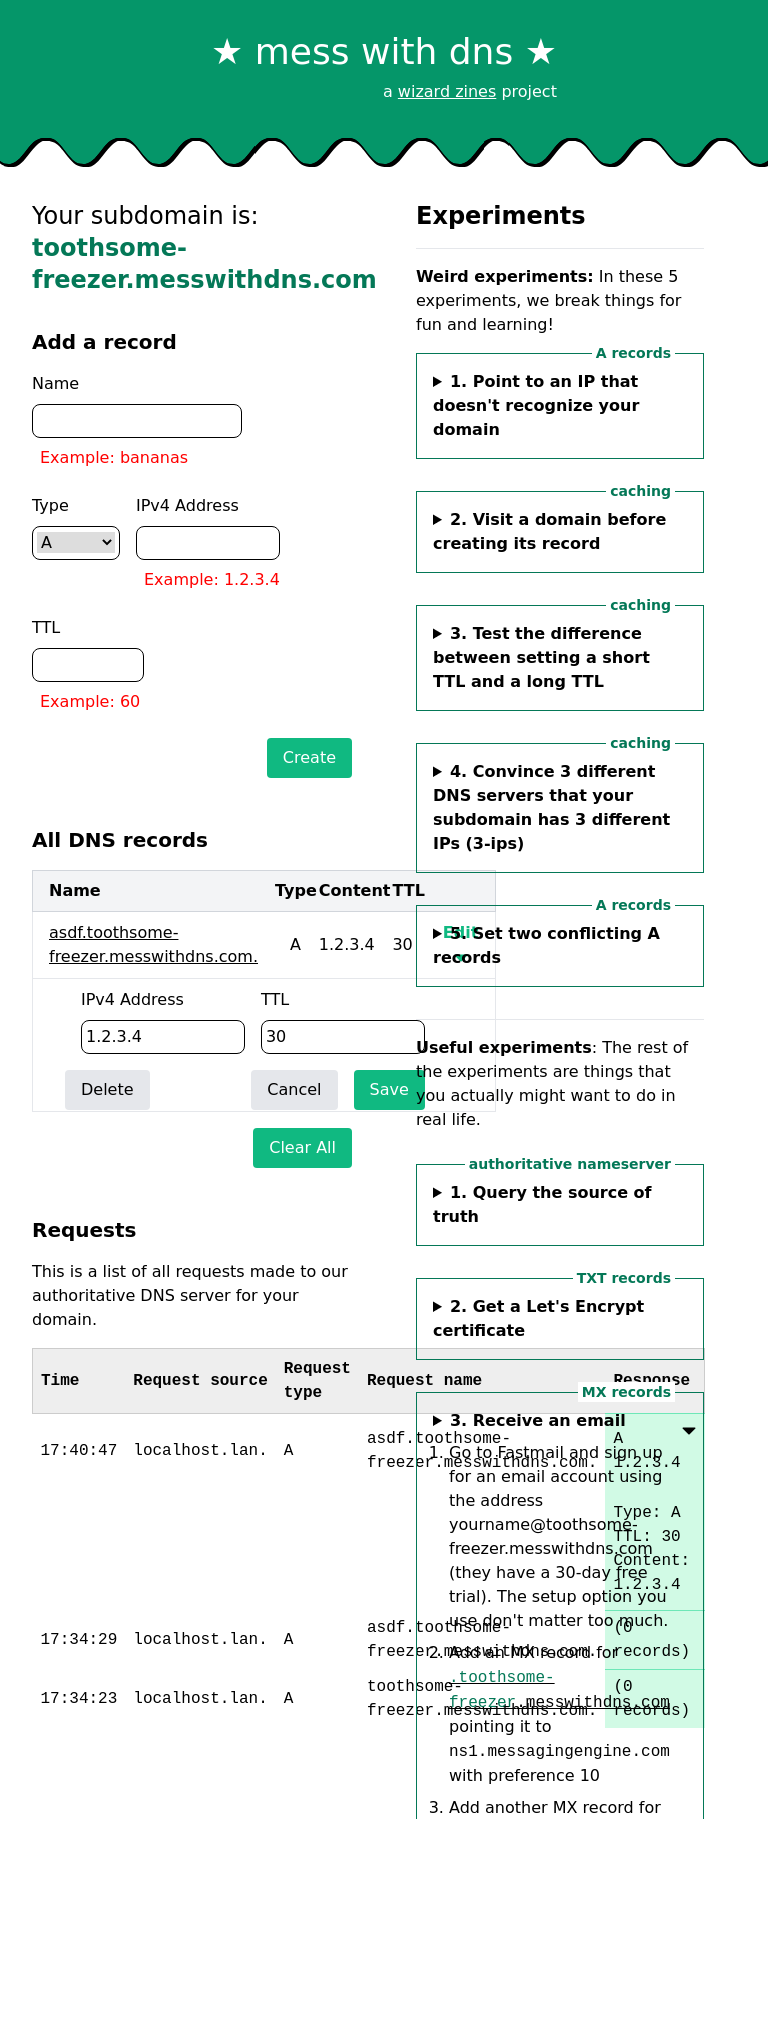 ★ mess with dns ★
a wizard zines project
Your subdomain is:
toothsome-
freezer.messwithdns.com
Add a record
Name
Example: bananas
Type IPv4 Address
A
Example: 1.2.3.4
TTL
Example: 60
Create
All DNS records
Name Type Content TTL
asdf.toothsome-
freezer.messwithdns.com. A 1.2.3.4 30 Edit
IPv4 Address TTL
1.2.3.4 30
Delete Cancel Save
Clear All
Requests
This is a list of all requests made to our
authoritative DNS server for your
domain.
Time Request source Request type Request name Response
17:40:47 localhost.lan. A asdf.toothsome-
freezer.messwithdns.com. A
1.2.3.4
Type: A
TTL: 30
Content:
1.2.3.4
17:34:29 localhost.lan. A asdf.toothsome-
freezer.messwithdns.com. (0
records)
17:34:23 localhost.lan. A toothsome-
freezer.messwithdns.com. (0
records)
Experiments
Weird experiments: In these 5
experiments, we break things for
fun and learning!
A records
1. Point to an IP that
doesn't recognize your
domain
caching
2. Visit a domain before
creating its record
caching
3. Test the difference
between setting a short
TTL and a long TTL
caching
4. Convince 3 different
DNS servers that your
subdomain has 3 different
IPs (3-ips)
A records
5. Set two conflicting A
records
Useful experiments: The rest of
the experiments are things that
you actually might want to do in
real life.
authoritative nameserver
1. Query the source of
truth
TXT records
2. Get a Let's Encrypt
certificate
MX records
3. Receive an email
1. Go to Fastmail and sign up
for an email account using
the address
yourname@toothsome-
freezer.messwithdns.com
(they have a 30-day free
trial). The setup option you
use don't matter too much.
2. Add an MX record for
.toothsome-
freezer.messwithdns.com
pointing it to
ns1.messagingengine.com
with preference 10
3. Add another MX record for